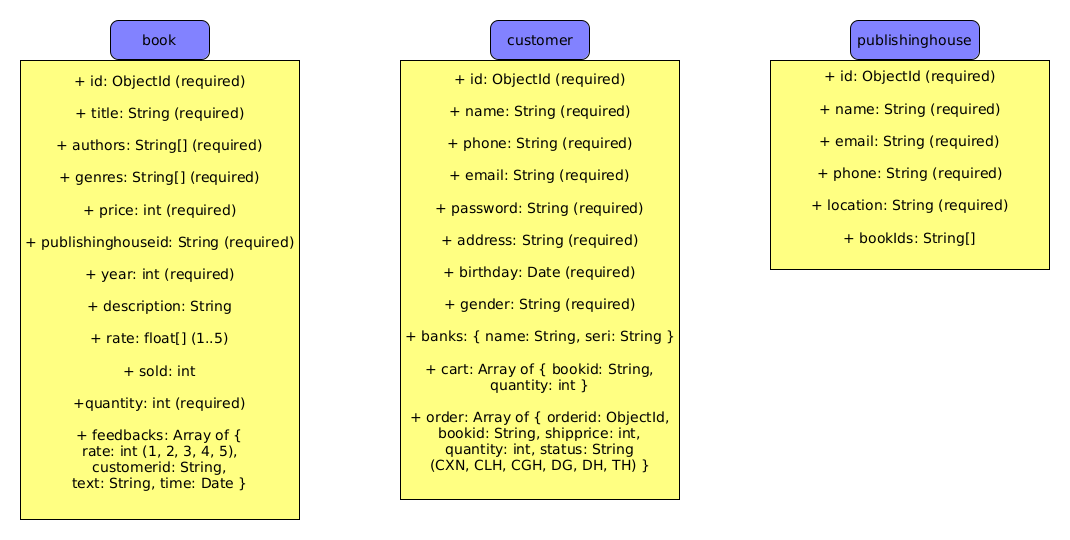 book
+ id: ObjectId (required)
+ title: String (required)
+ authors: String[] (required)
+ genres: String[] (required)
+ price: int (required)
+ publishinghouseid: String (required)
+ year: int (required)
+ description: String
+ rate: float[] (1..5)
+ sold: int
+quantity: int (required)
+ feedbacks: Array of {
rate: int (1, 2, 3, 4, 5),
customerid: String,
text: String, time: Date }
customer
+ id: ObjectId (required)
+ name: String (required)
+ phone: String (required)
+ email: String (required)
+ password: String (required)
+ address: String (required)
+ birthday: Date (required)
+ gender: String (required)
+ banks: { name: String, seri: String }
+ cart: Array of { bookid: String,
quantity: int }
+ order: Array of { orderid: ObjectId,
bookid: String, shipprice: int,
quantity: int, status: String
(CXN, CLH, CGH, DG, DH, TH) }
publishinghouse
+ id: ObjectId (required)
+ name: String (required)
+ email: String (required)
+ phone: String (required)
+ location: String (required)
+ bookIds: String[]